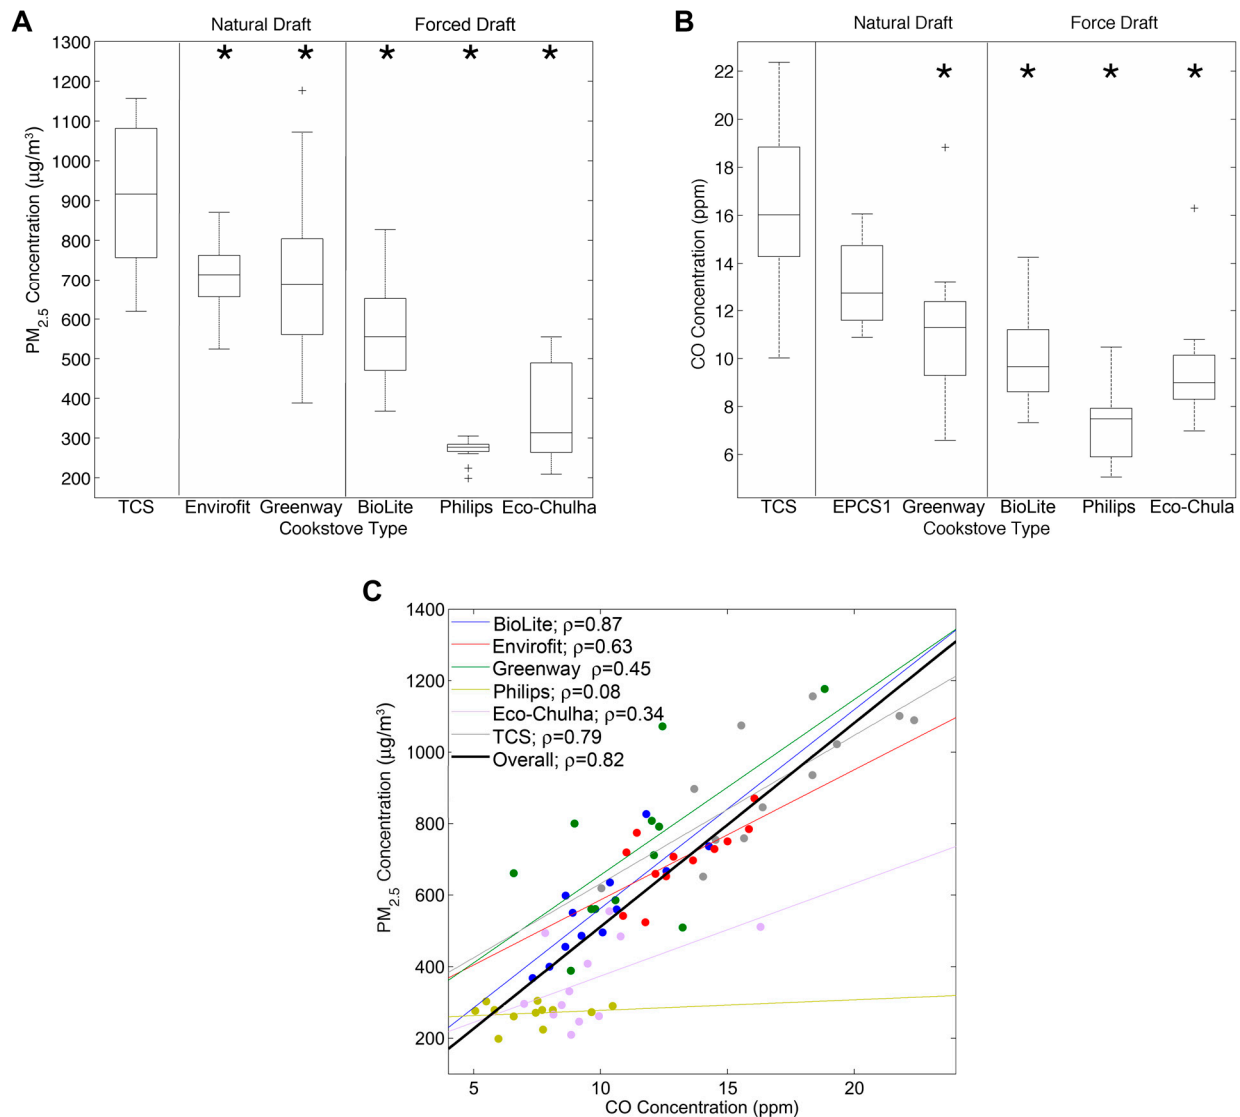 A
Natural Draft
Forced Draft
1300
1200
1100
1000
900
800
700
600
500
400
300
200
PM2.5 Concentration (µg/m³)
* * * * *
TCS Envirofit Greenway BioLite Philips Eco-Chulha
Cookstove Type
B
Natural Draft
Force Draft
22
20
18
16
14
12
10
8
6
CO Concentration (ppm)
* * * *
TCS EPCS1 Greenway BioLite Philips Eco-Chula
Cookstove Type
C
1400
1200
1000
800
600
400
200
PM2.5 Concentration (µg/m³)
BioLite; ρ=0.87
Envirofit; ρ=0.63
Greenway ρ=0.45
Philips; ρ=0.08
Eco-Chulha; ρ=0.34
TCS; ρ=0.79
Overall; ρ=0.82
5 10 15 20
CO Concentration (ppm)